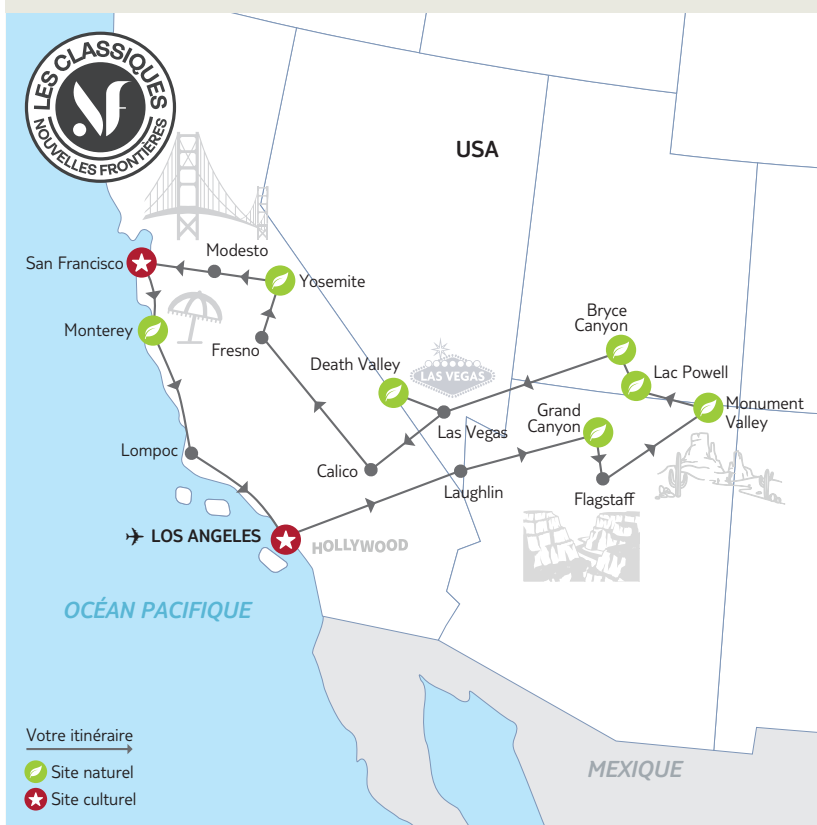 LES CLASSIQUES
NF
NOUVELLES FRONTIÈRES
USA
Modesto
San Francisco
Yosemite
Bryce
Canyon
Monterey
Fresno
Death Valley
LAS VEGAS
Lac Powell
Grand
Canyon
Monument
Valley
Las Vegas
Lompoc
Calico
Laughlin
Flagstaff
LOS ANGELES
HOLLYWOOD
OCÉAN PACIFIQUE
Votre itinéraire
Site naturel
MEXIQUE
Site culturel